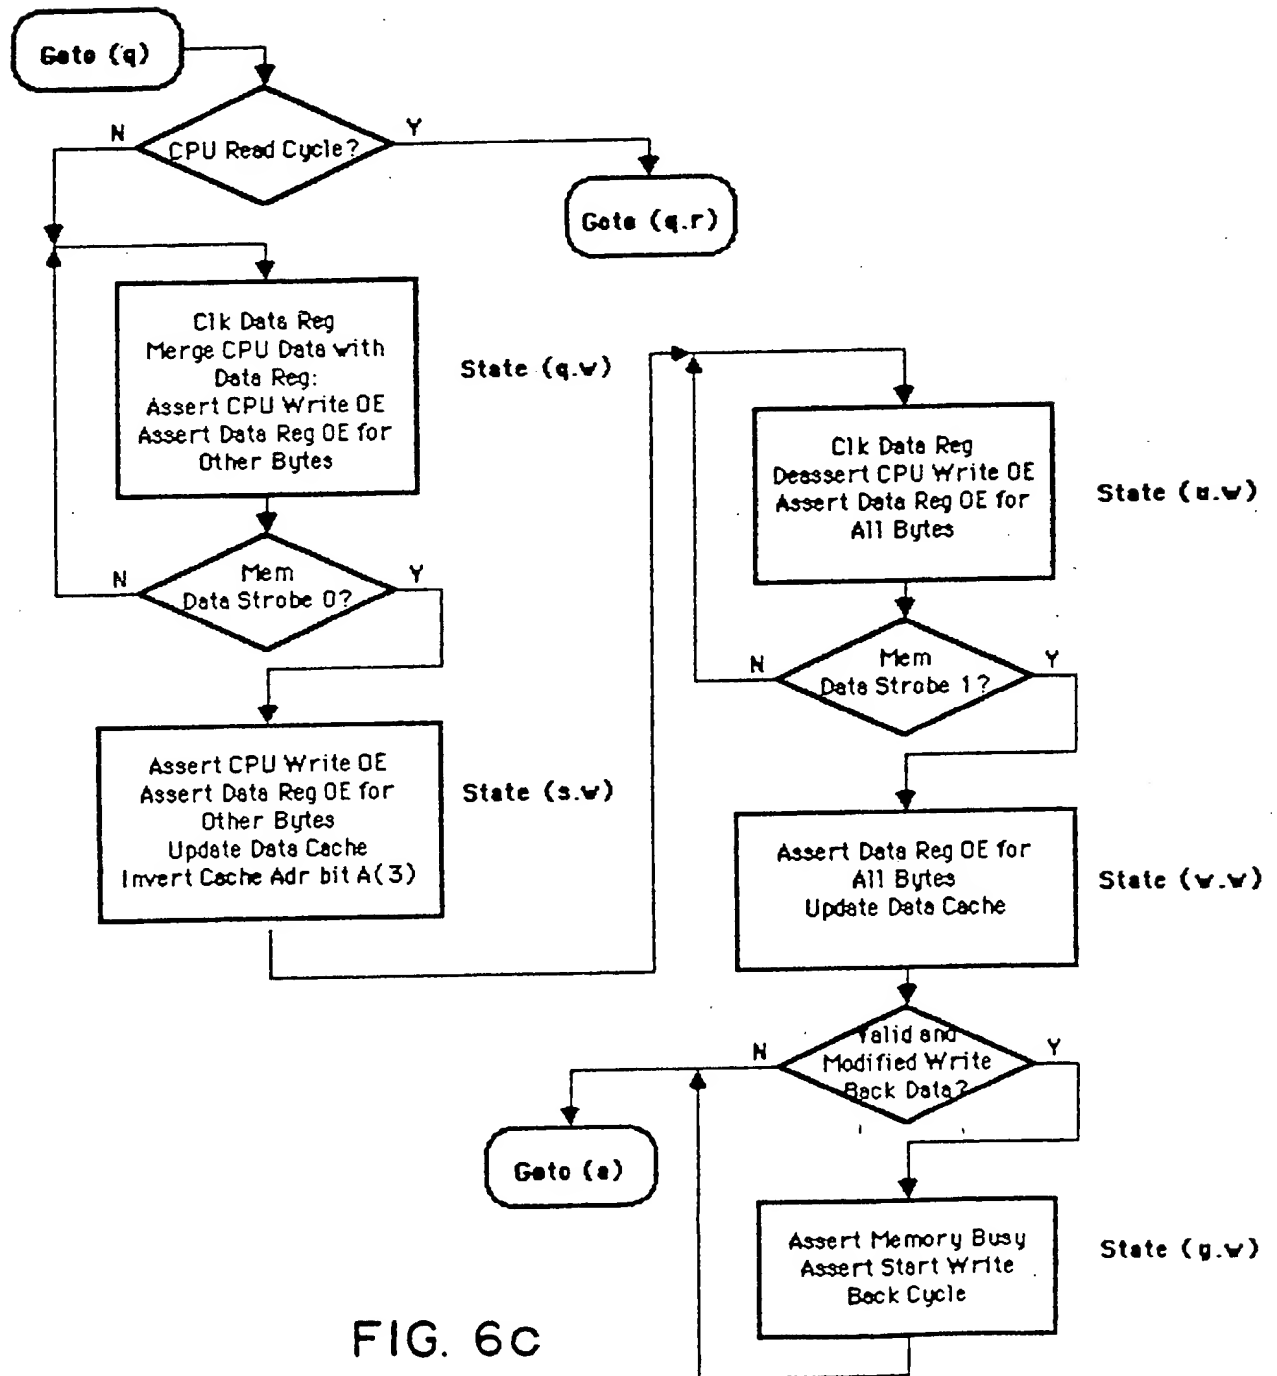 Goto (q)
N
Y
CPU Read Cycle?
Goto (q.r)
Clk Data Reg
Merge CPU Data with
Data Reg:
Assert CPU Write OE
Assert Data Reg OE for
Other Bytes
State (q.w)
N
Y
Mem
Data Strobe 0?
Assert CPU Write OE
Assert Data Reg OE for
Other Bytes
Update Data Cache
Invert Cache Adr bit A(3)
State (s.w)
Clk Data Reg
Deassert CPU Write OE
Assert Data Reg OE for
All Bytes
State (u.w)
N
Y
Mem
Data Strobe 1?
Assert Data Reg OE for
All Bytes
Update Data Cache
State (w.w)
N
Y
Valid and
Modified Write
Back Data?
Goto (a)
Assert Memory Busy
Assert Start Write
Back Cycle
State (y.w)
FIG. 6C